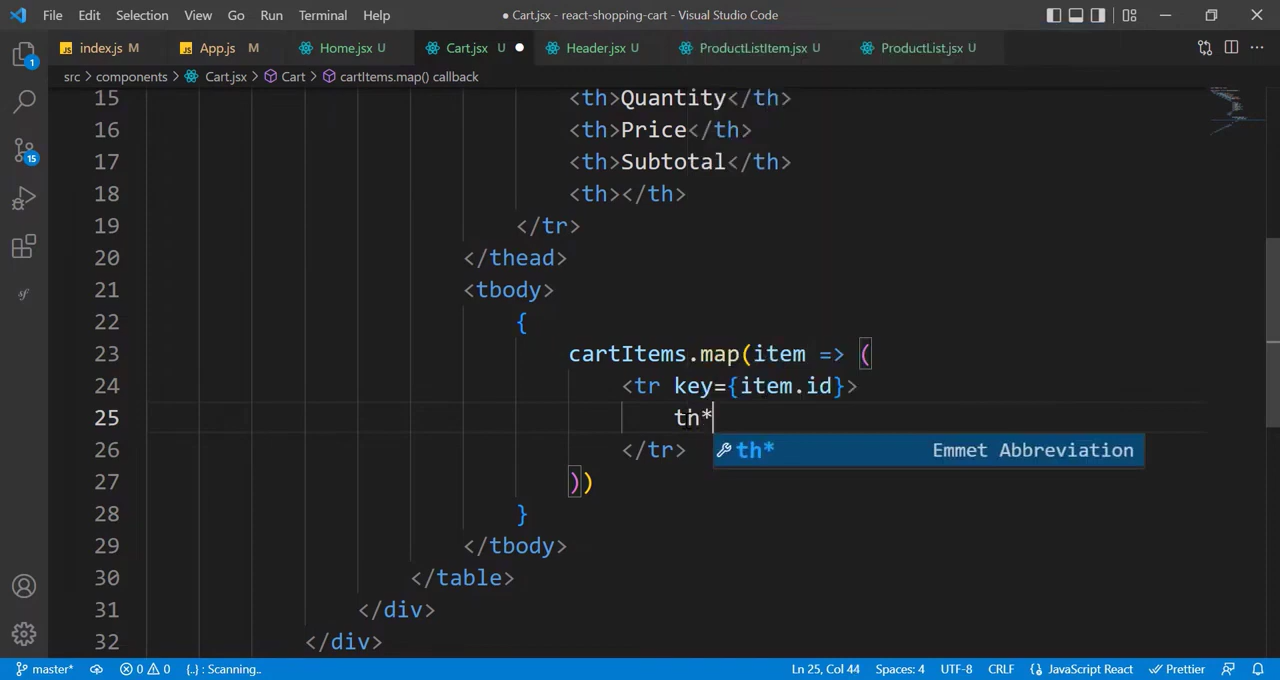 File Edit Selection View Go Run Terminal Help ● Cart.jsx - react-shopping-cart - Visual Studio Code
JS index.js M JS App.js M Home.jsx U Cart.jsx U ● Header.jsx U ProductListItem.jsx U ProductList.jsx U
src > components > Cart.jsx > Cart > cartItems.map() callback
15 <th>Quantity</th>
16 <th>Price</th>
17 <th>Subtotal</th>
18 <th></th>
19 </tr>
20 </thead>
21 <tbody>
22 {
23 cartItems.map(item => (
24 <tr key={item.id}>
25 th*
26 </tr>
th* Emmet Abbreviation
27 ))
28 }
29 </tbody>
30 </table>
31 </div>
32 </div>
1
15
master* 0 0 {..} : Scanning.. Ln 25, Col 44 Spaces: 4 UTF-8 CRLF JavaScript React Prettier